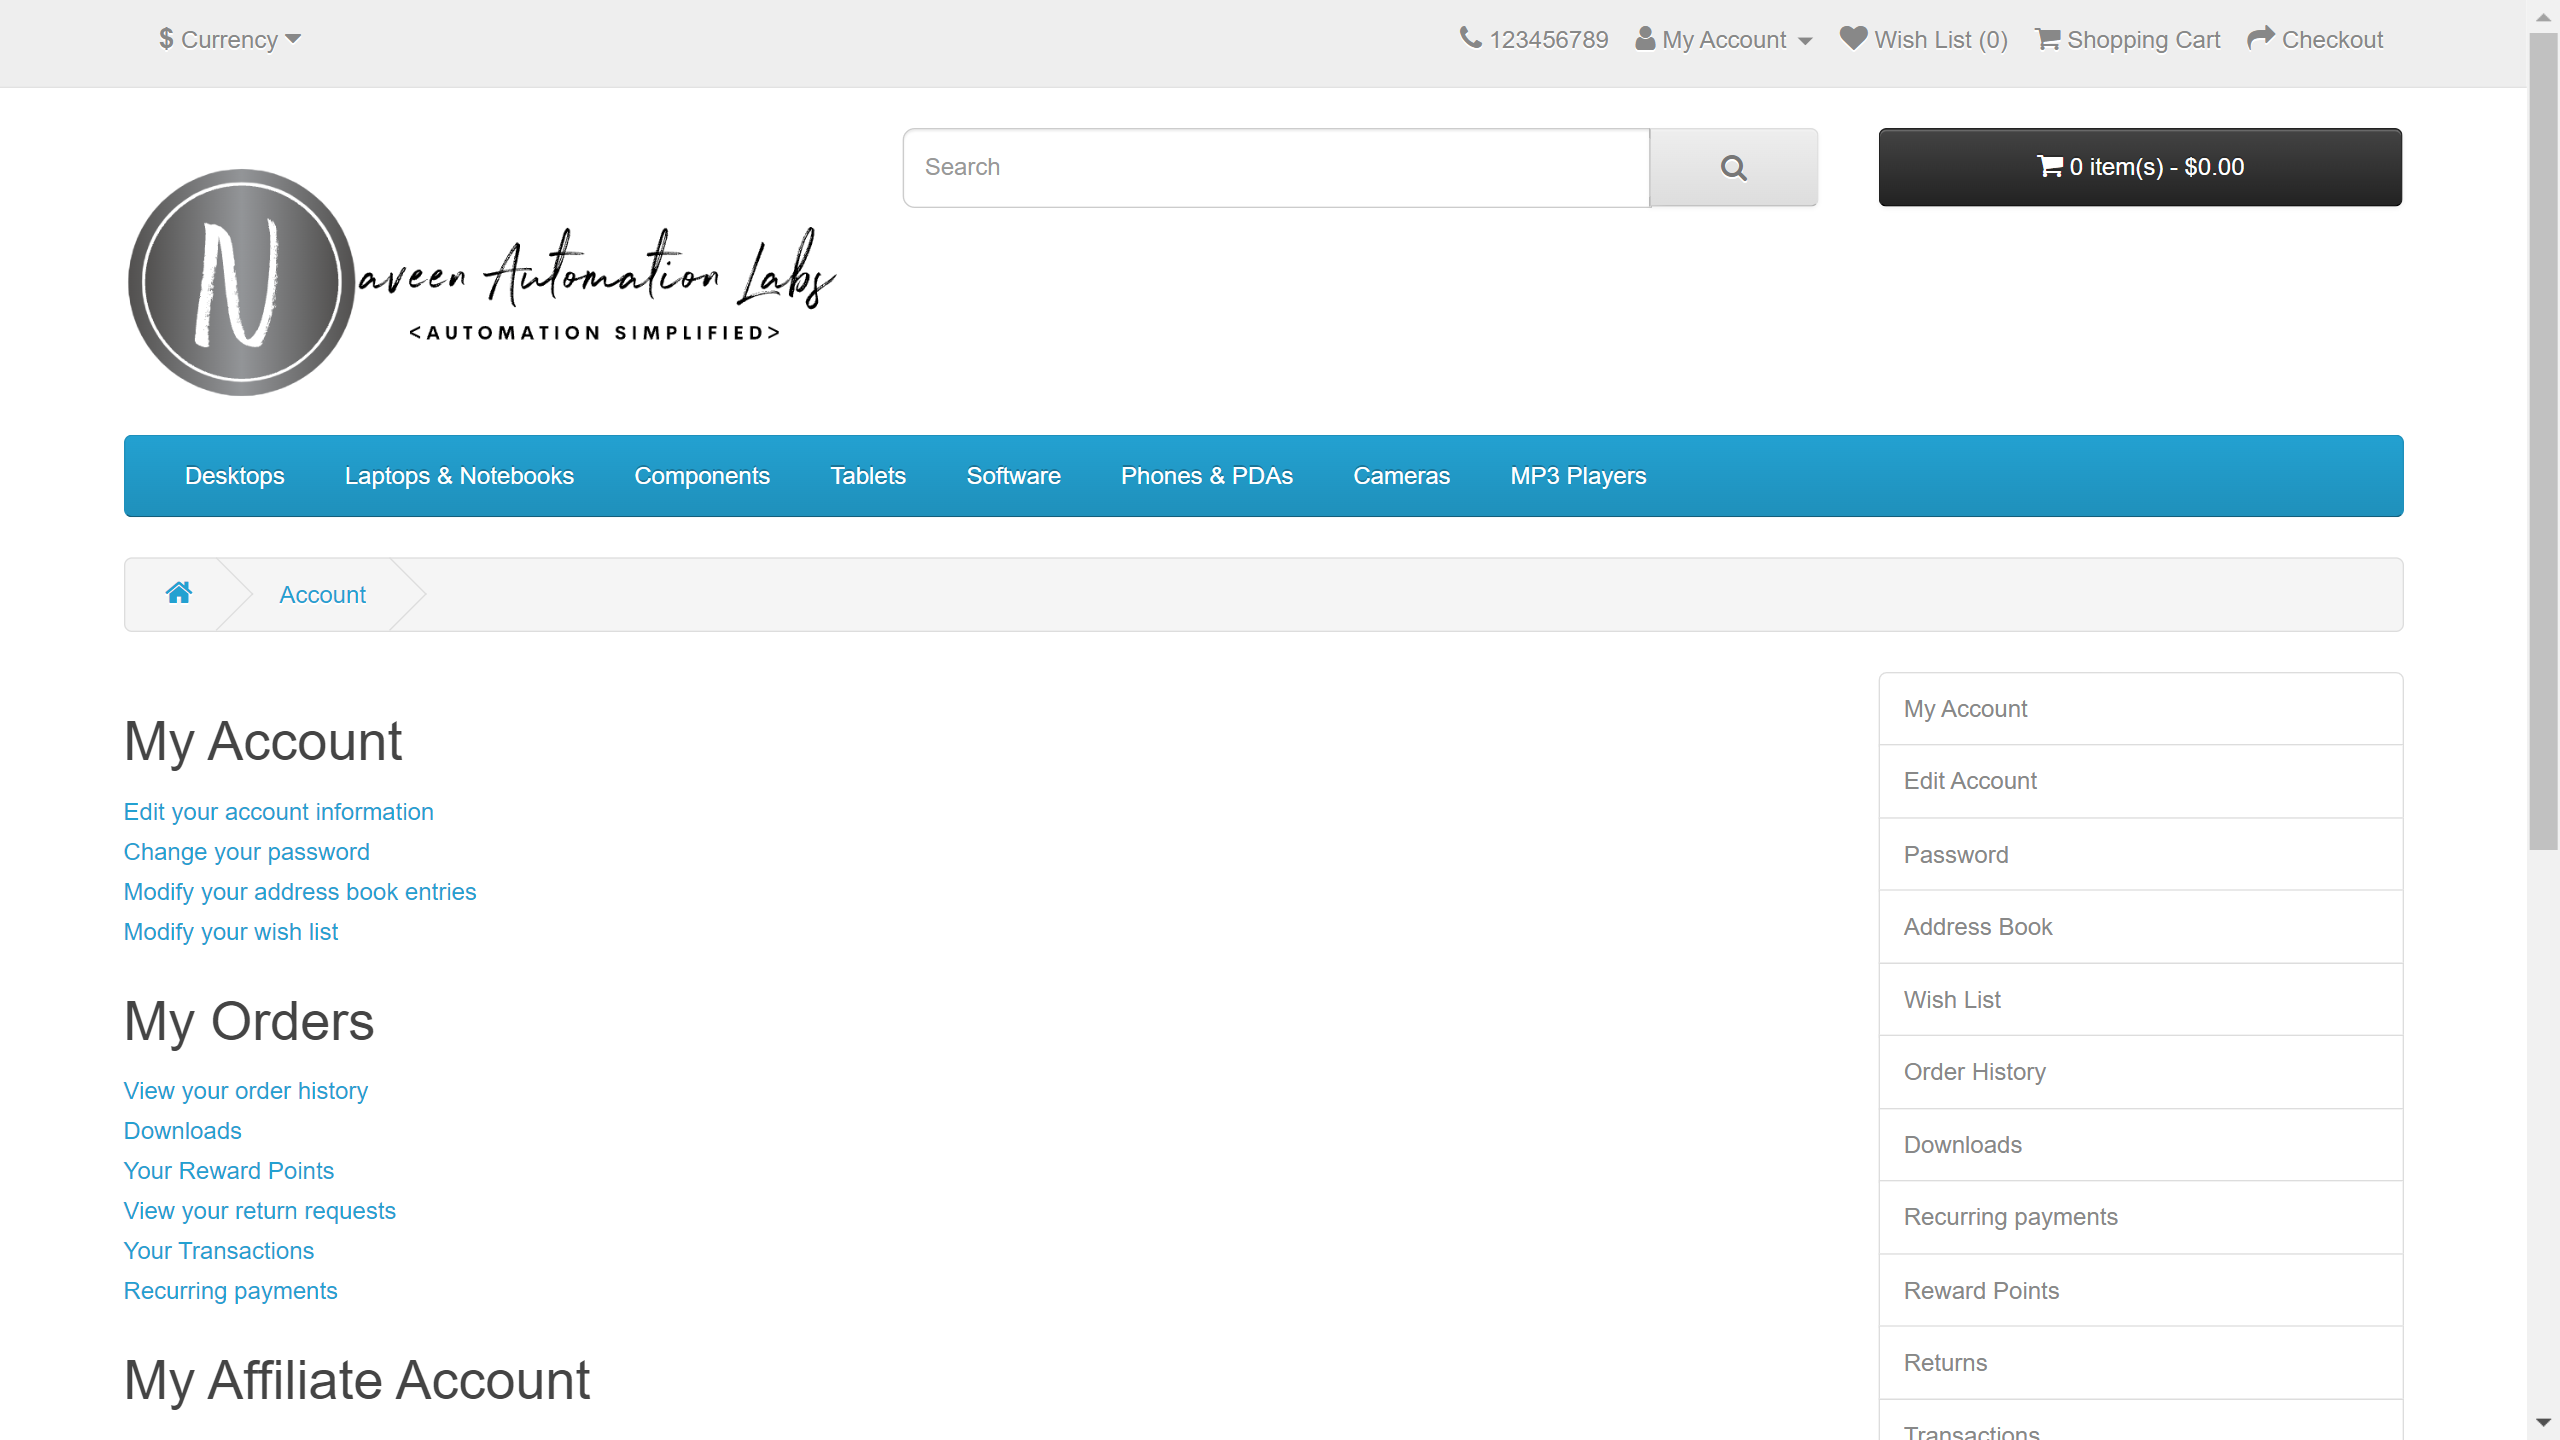 $ Currency
123456789 My Account Wish List (0) Shopping Cart Checkout
Search
0 item(s) - $0.00
Naveen Automation Labs
<AUTOMATION SIMPLIFIED>
Desktops Laptops & Notebooks Components Tablets Software Phones & PDAs Cameras MP3 Players
Account
My Account
Edit your account information
Change your password
Modify your address book entries
Modify your wish list
My Orders
View your order history
Downloads
Your Reward Points
View your return requests
Your Transactions
Recurring payments
My Affiliate Account
My Account
Edit Account
Password
Address Book
Wish List
Order History
Downloads
Recurring payments
Reward Points
Returns
Transactions